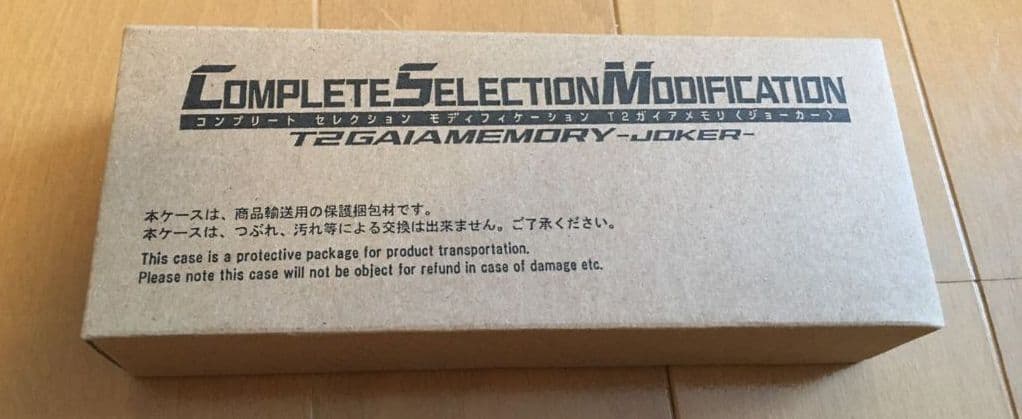 COMPLETE SELECTION MODIFICATION
コンプリート セレクション モディフィケーション T2ガイアメモリ〈ジョーカー〉
T2GAIAMEMORY-JOKER-
本ケースは、商品輸送用の保護梱包材です。
本ケースは、つぶれ、汚れ等による交換は出来ません。ご了承ください。
This case is a protective package for product transportation.
Please note this case will not be object for refund in case of damage etc.